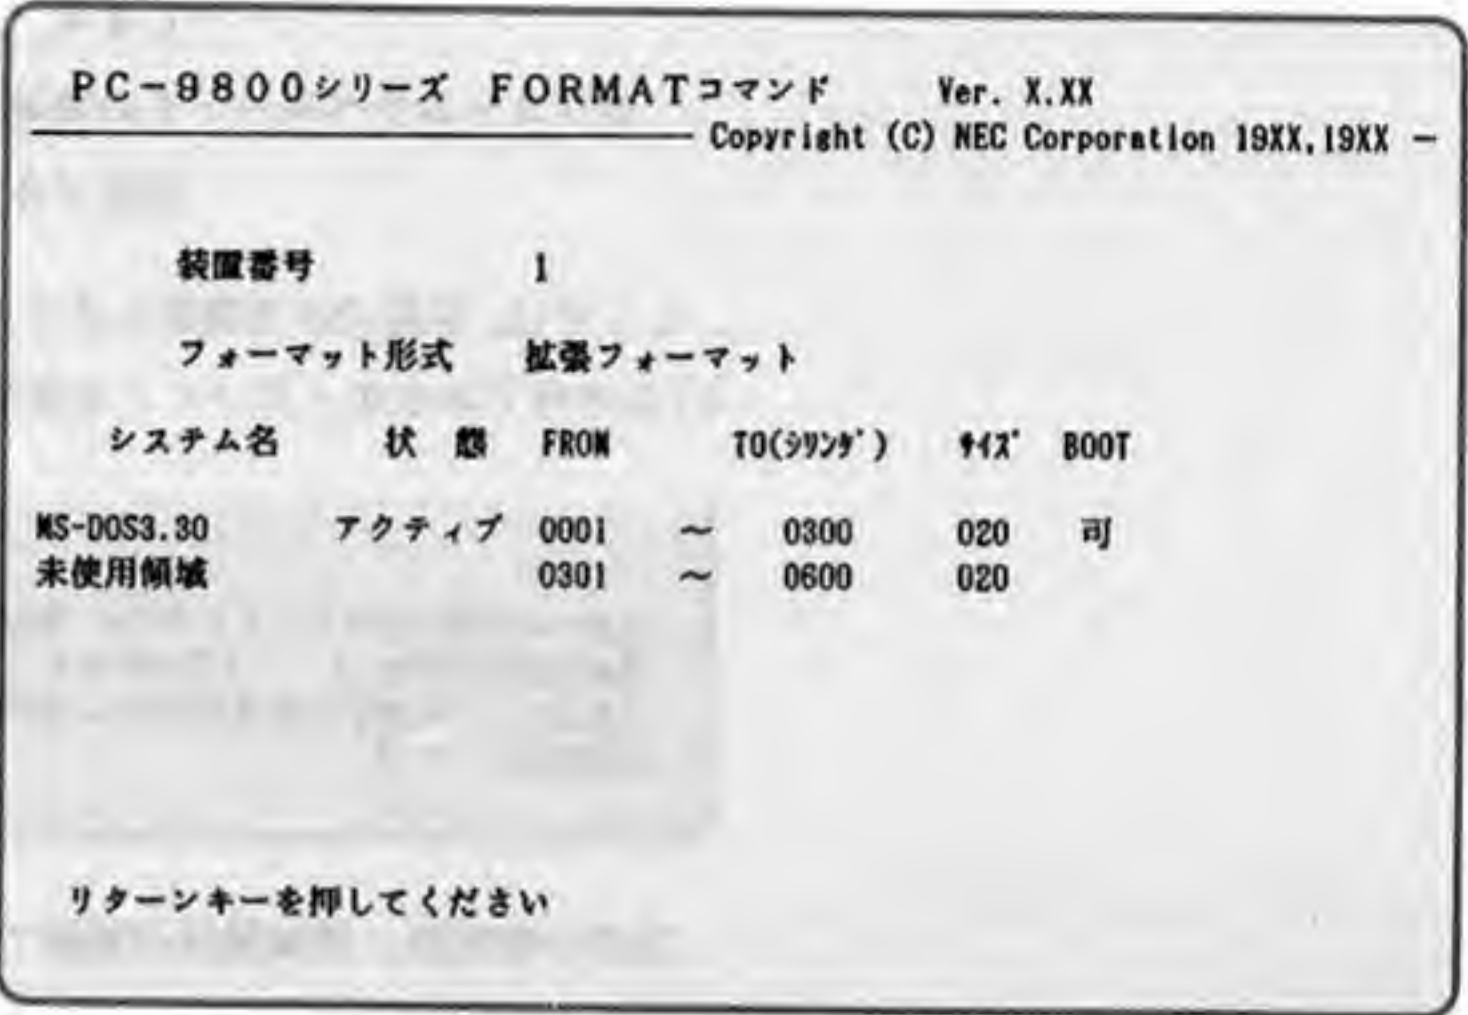 PC-9800シリーズ FORMATコマンド Ver. X.XX
Copyright (C) NEC Corporation 19XX,19XX
装置番号 1
フォーマット形式 拡張フォーマット
システム名 状 態 FROM TO(ｼﾘﾝﾀﾞ) ｻｲｽﾞ BOOT
MS-DOS3.30 アクティブ 0001 ～ 0300 020 可
未使用領域 0301 ～ 0600 020
リターンキーを押してください